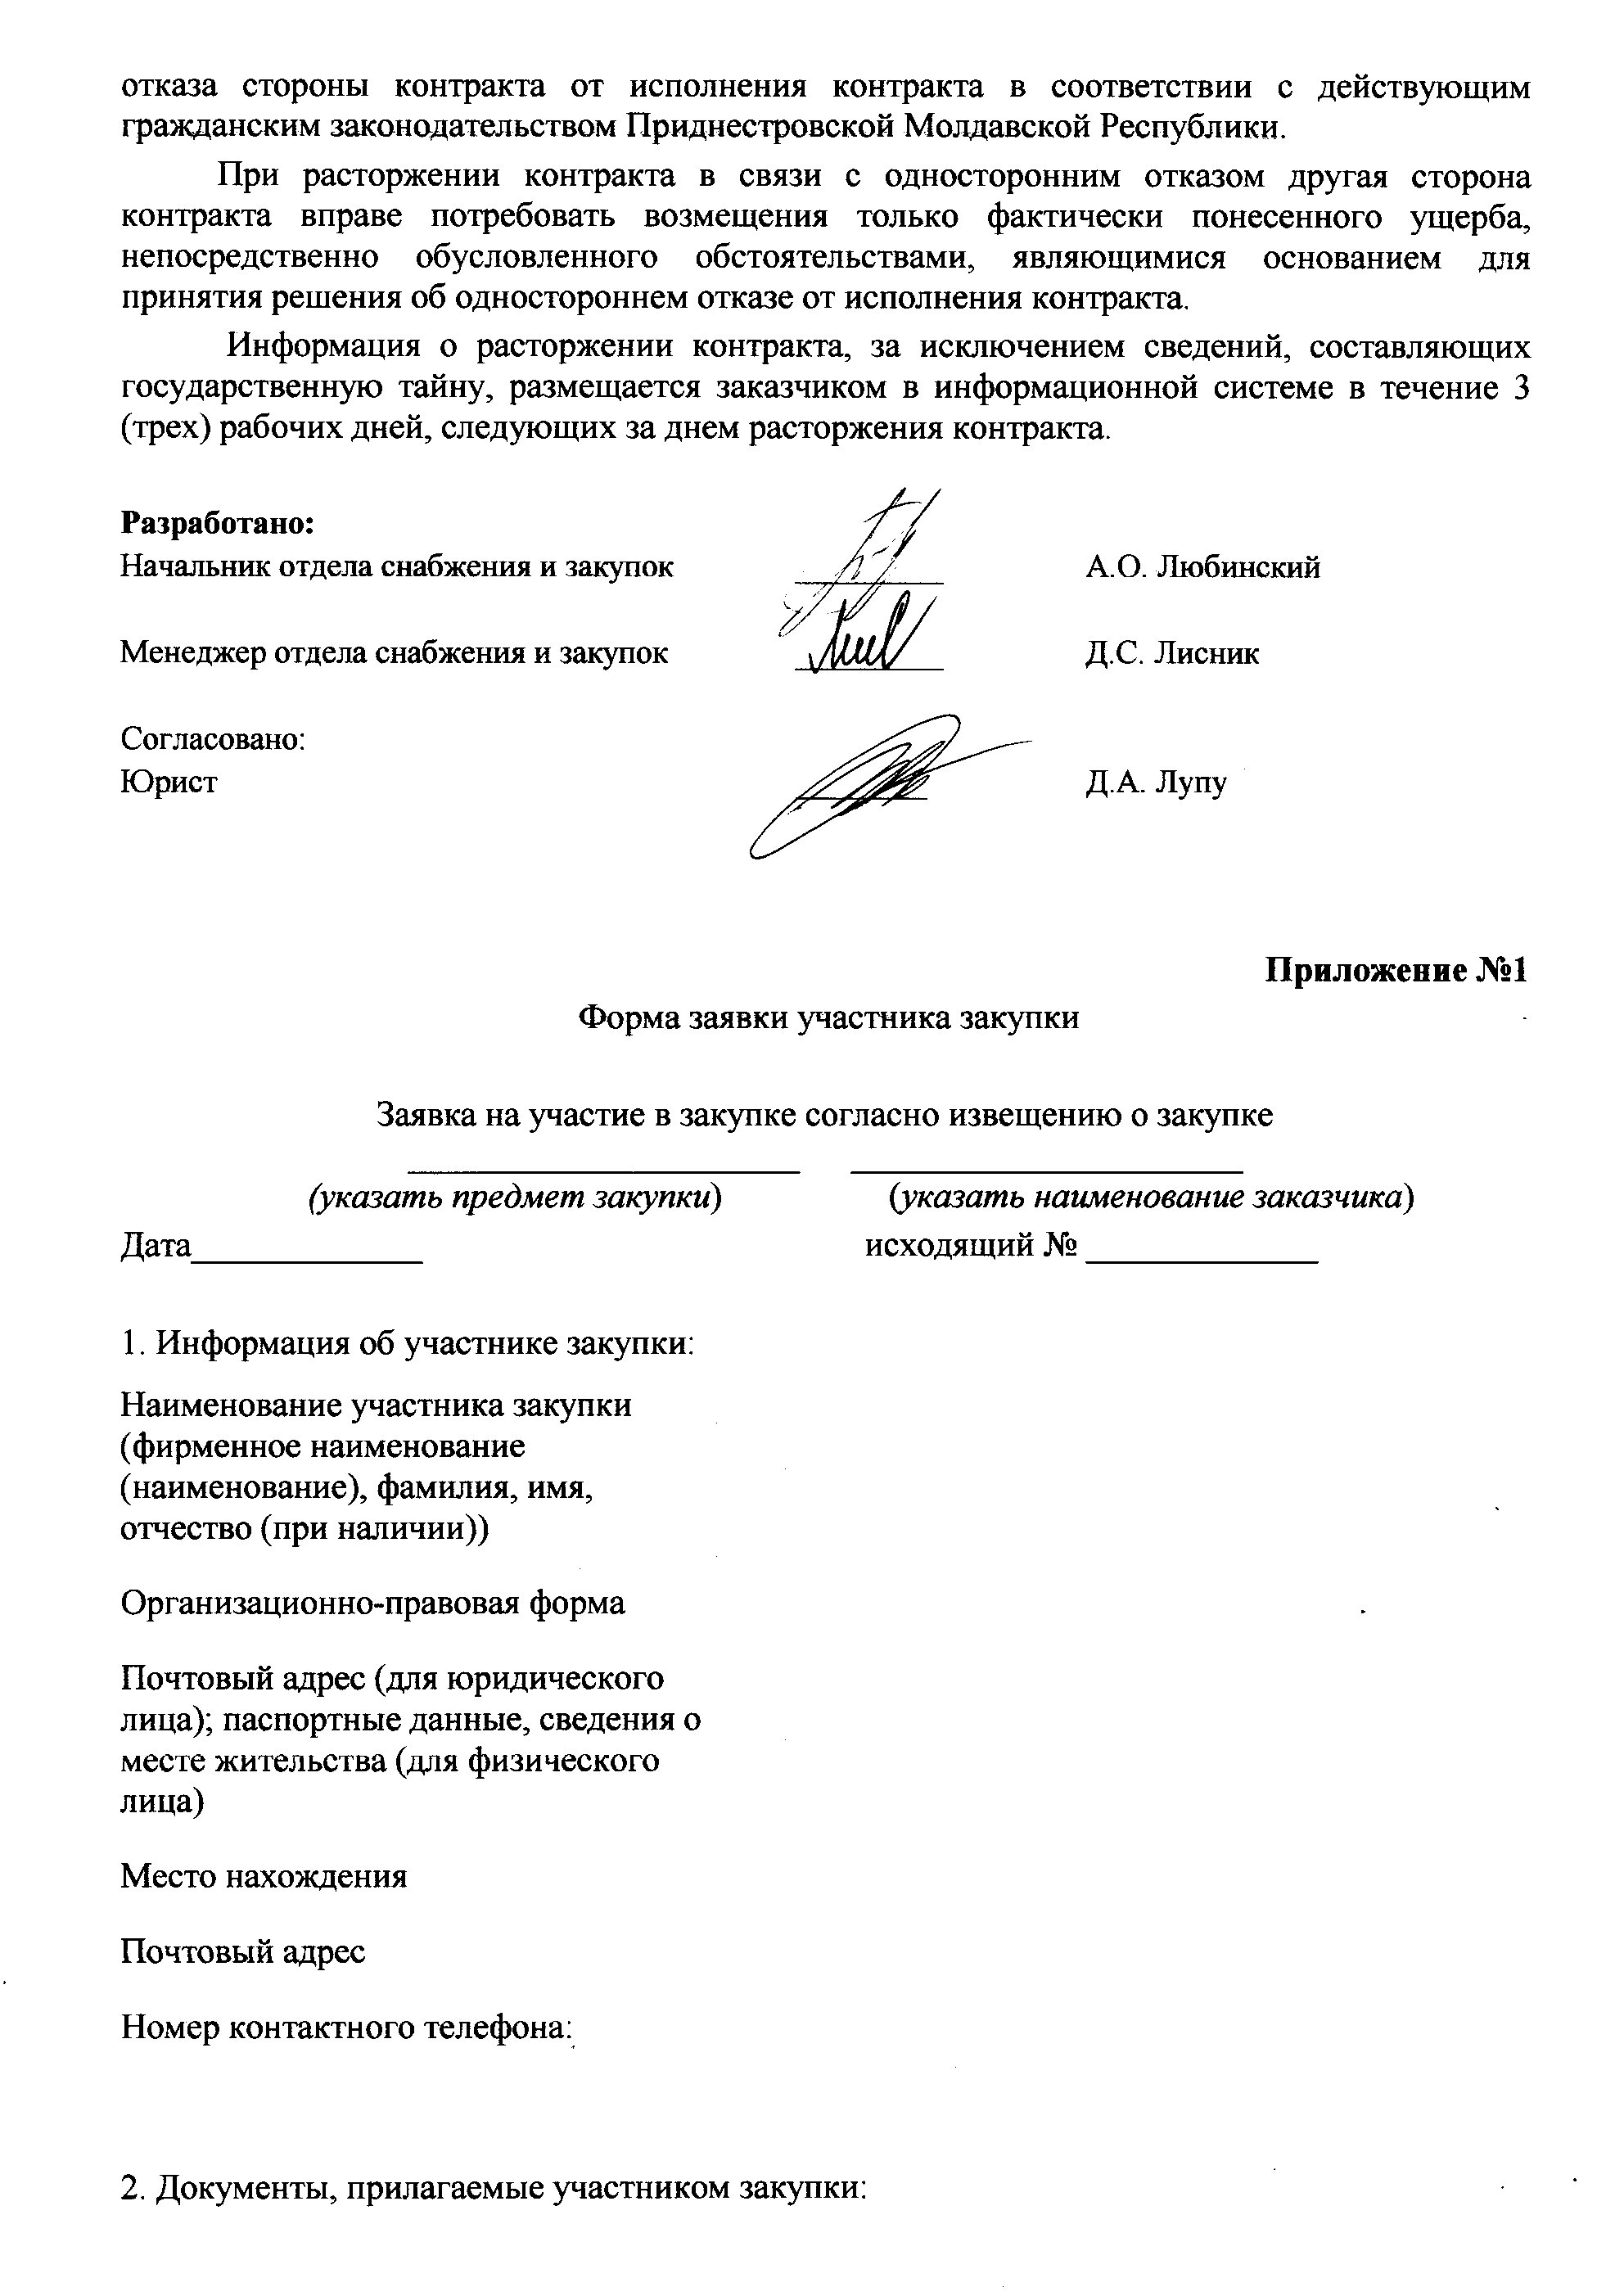 отказа стороны контракта от исполнения контракта в соответствии с действующим
гражданским законодательством Приднестровской Молдавской Республики.
При расторжении контракта в связи с односторонним отказом другая сторона
контракта вправе потребовать возмещения только фактически понесенного ущерба,
непосредственно обусловленного обстоятельствами, являющимися основанием для
принятия решения об одностороннем отказе от исполнения контракта.
Информация о расторжении контракта, за исключением сведений, составляющих
государственную тайну, размещается заказчиком в информационной системе в течение 3
(трех) рабочих дней, следующих за днем расторжения контракта.
Разработано:
Начальник отдела снабжения и закупок А.О. Любинский
Менеджер отдела снабжения и закупок Д.С. Лисник
Согласовано:
Юрист Д.А. Лупу
Приложение №1
Форма заявки участника закупки
Заявка на участие в закупке согласно извещению о закупке
(указать предмет закупки) (указать наименование заказчика)
Дата______________ исходящий № ______________
1. Информация об участнике закупки:
Наименование участника закупки
(фирменное наименование
(наименование), фамилия, имя,
отчество (при наличии))
Организационно-правовая форма
Почтовый адрес (для юридического
лица); паспортные данные, сведения о
месте жительства (для физического
лица)
Место нахождения
Почтовый адрес
Номер контактного телефона:
2. Документы, прилагаемые участником закупки: